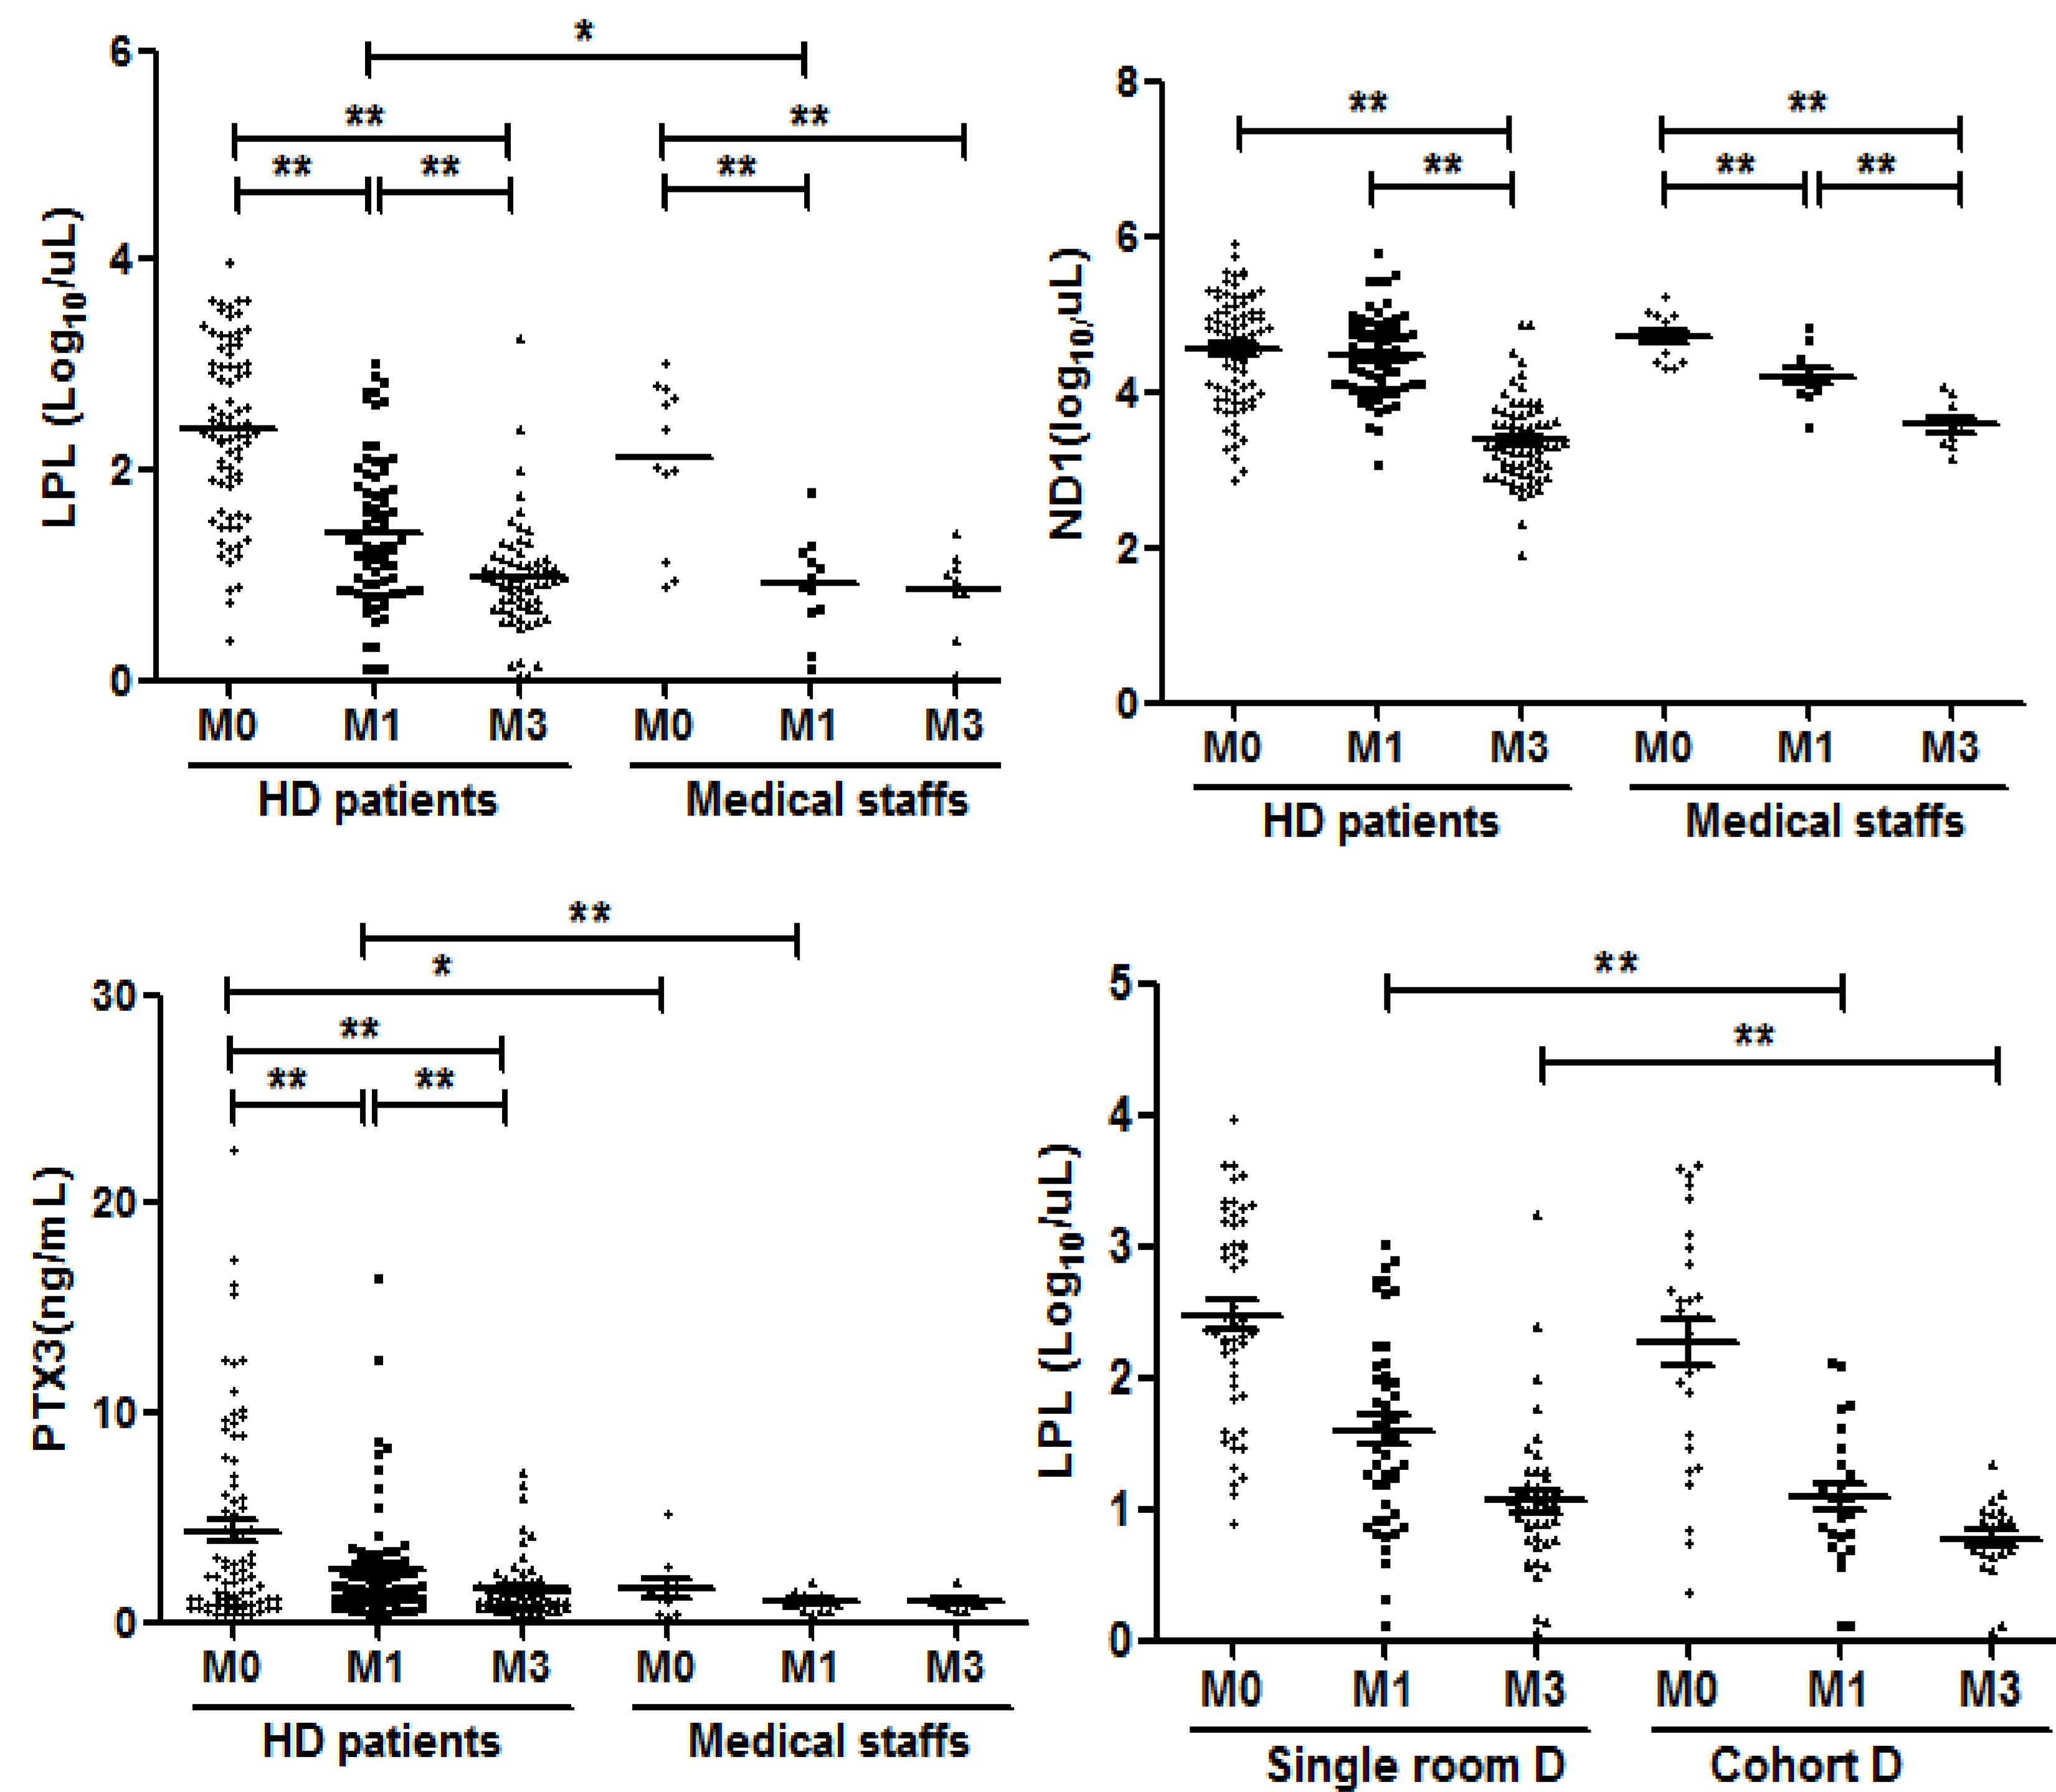 *
** **
** ** **
LPL (Log10/uL)
6
4
2
0
M0 M1 M3 M0 M1 M3
HD patients Medical staffs
** **
** ** **
ND1(log10/uL)
8
6
4
2
0
M0 M1 M3 M0 M1 M3
HD patients Medical staffs
**
*
**
** **
PTX3(ng/mL)
30
20
10
0
M0 M1 M3 M0 M1 M3
HD patients Medical staffs
**
**
LPL (Log10/uL)
5
4
3
2
1
0
M0 M1 M3 M0 M1 M3
Single room D Cohort D